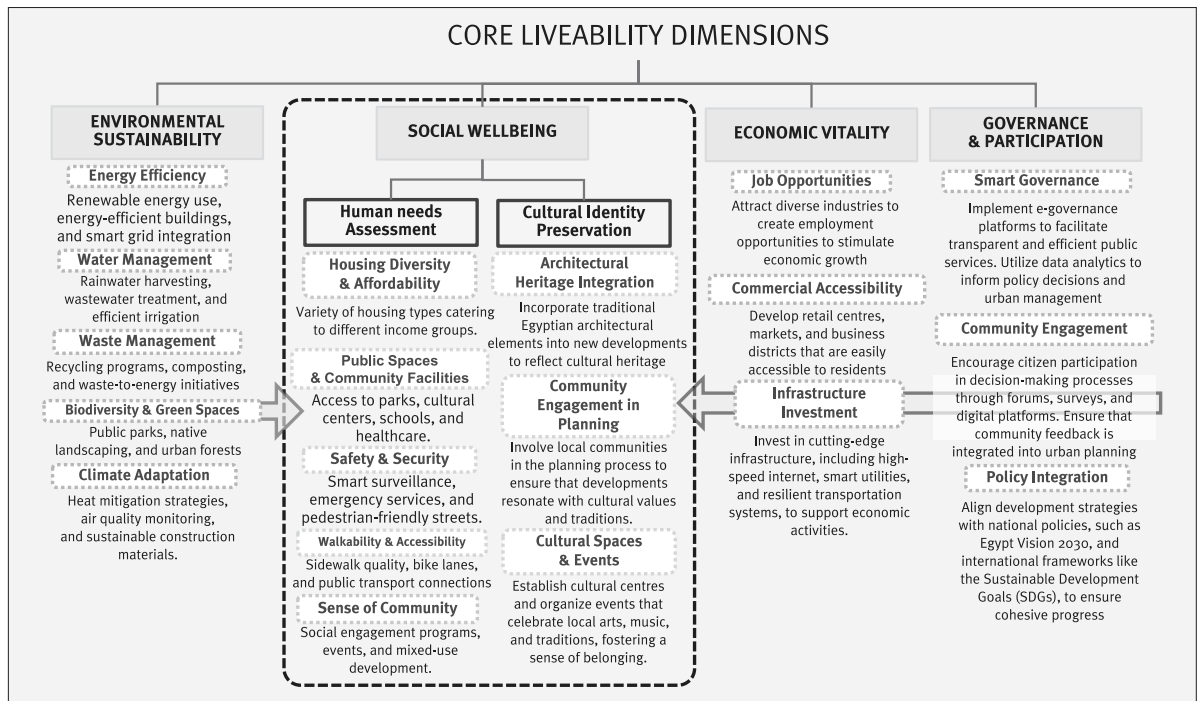 CORE LIVEABILITY DIMENSIONS
ENVIRONMENTAL
SUSTAINABILITY
Energy Efficiency
Renewable energy use,
energy-efficient buildings,
and smart grid integration
Water Management
Rainwater harvesting,
wastewater treatment, and
efficient irrigation
Waste Management
Recycling programs, composting,
and waste-to-energy initiatives
Biodiversity & Green Spaces
Public parks, native
landscaping, and urban forests
Climate Adaptation
Heat mitigation strategies,
air quality monitoring,
and sustainable construction
materials.
SOCIAL WELLBEING
Human needs
Assessment
Housing Diversity
& Affordability
Variety of housing types catering
to different income groups.
Public Spaces
& Community Facilities
Access to parks, cultural
centers, schools, and
healthcare.
Safety & Security
Smart surveillance,
emergency services, and
pedestrian-friendly streets.
Walkability & Accessibility
Sidewalk quality, bike lanes,
and public transport connections
Sense of Community
Social engagement programs,
events, and mixed-use
development.
Cultural Identity
Preservation
Architectural
Heritage Integration
Incorporate traditional
Egyptian architectural
elements into new developments
to reflect cultural heritage
Community
Engagement in
Planning
Involve local communities
in the planning process to
ensure that developments
resonate with cultural values
and traditions.
Cultural Spaces
& Events
Establish cultural centres
and organize events that
celebrate local arts, music,
and traditions, fostering a
sense of belonging.
ECONOMIC VITALITY
Job Opportunities
Attract diverse industries to
create employment
opportunities to stimulate
economic growth
Commercial Accessibility
Develop retail centres,
markets, and business
districts that are easily
accessible to residents
Infrastructure
Investment
Invest in cutting-edge
infrastructure, including high-
speed internet, smart utilities,
and resilient transportation
systems, to support economic
activities.
GOVERNANCE
& PARTICIPATION
Smart Governance
Implement e-governance
platforms to facilitate
transparent and efficient public
services. Utilize data analytics to
inform policy decisions and
urban management
Community Engagement
Encourage citizen participation
in decision-making processes
through forums, surveys, and
digital platforms. Ensure that
community feedback is
integrated into urban planning
Policy Integration
Align development strategies
with national policies, such as
Egypt Vision 2030, and
international frameworks like
the Sustainable Development
Goals (SDGs), to ensure
cohesive progress